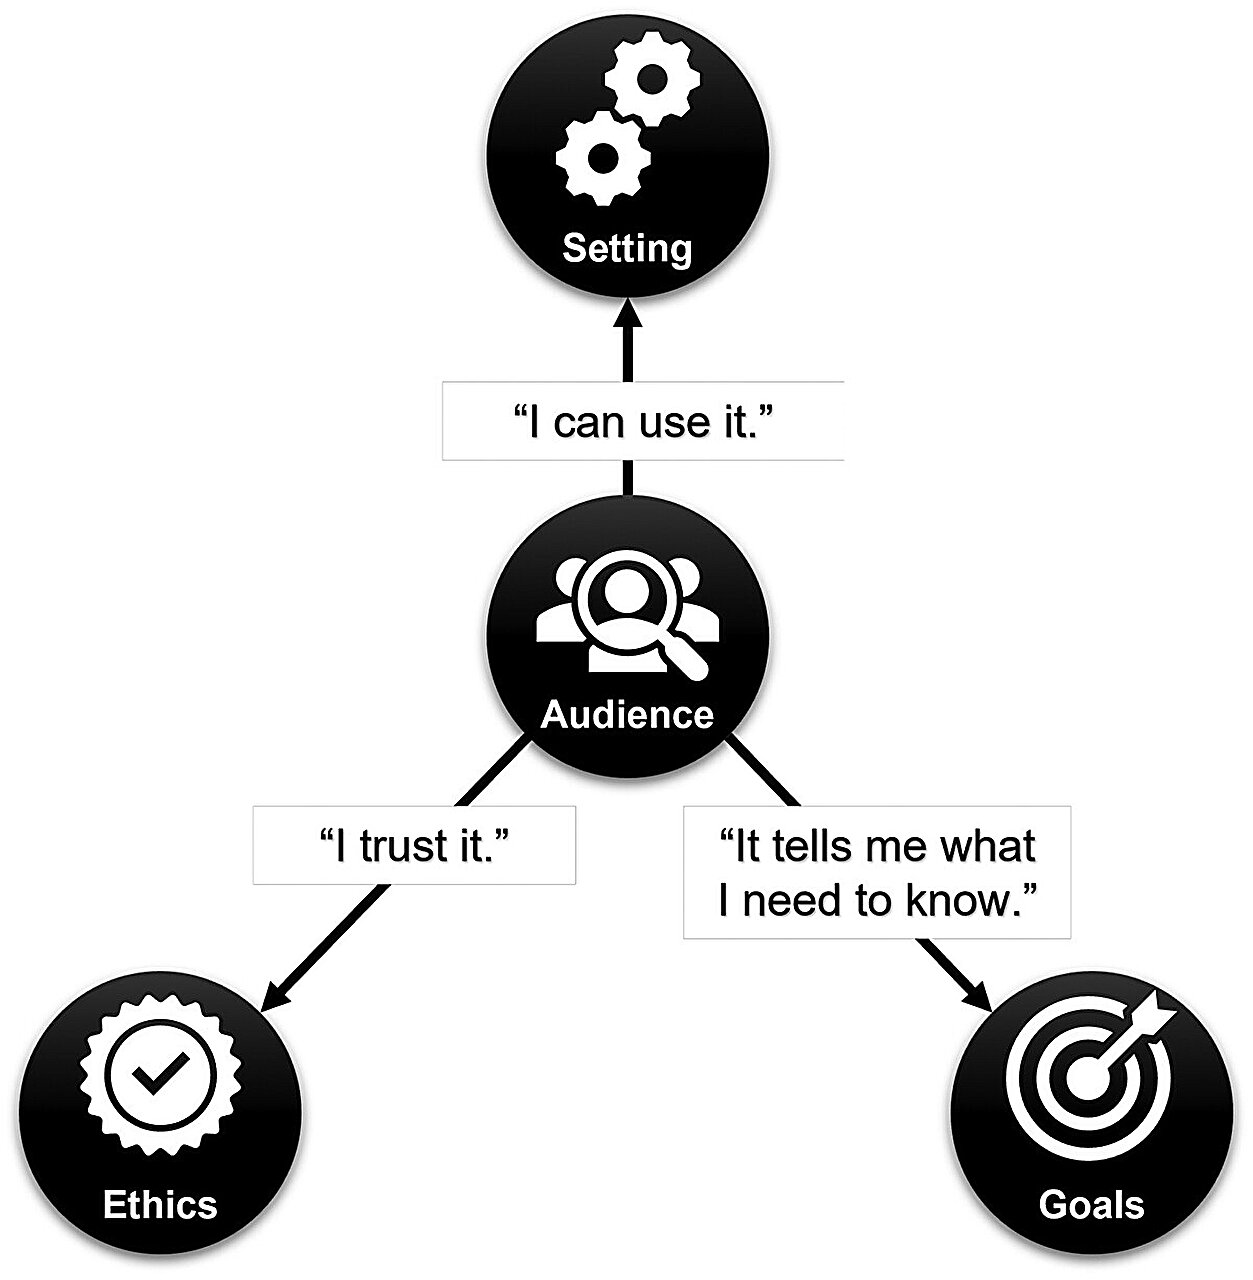 Setting
“I can use it.”
Audience
“I trust it.”
“It tells me what
I need to know.”
Ethics
Goals